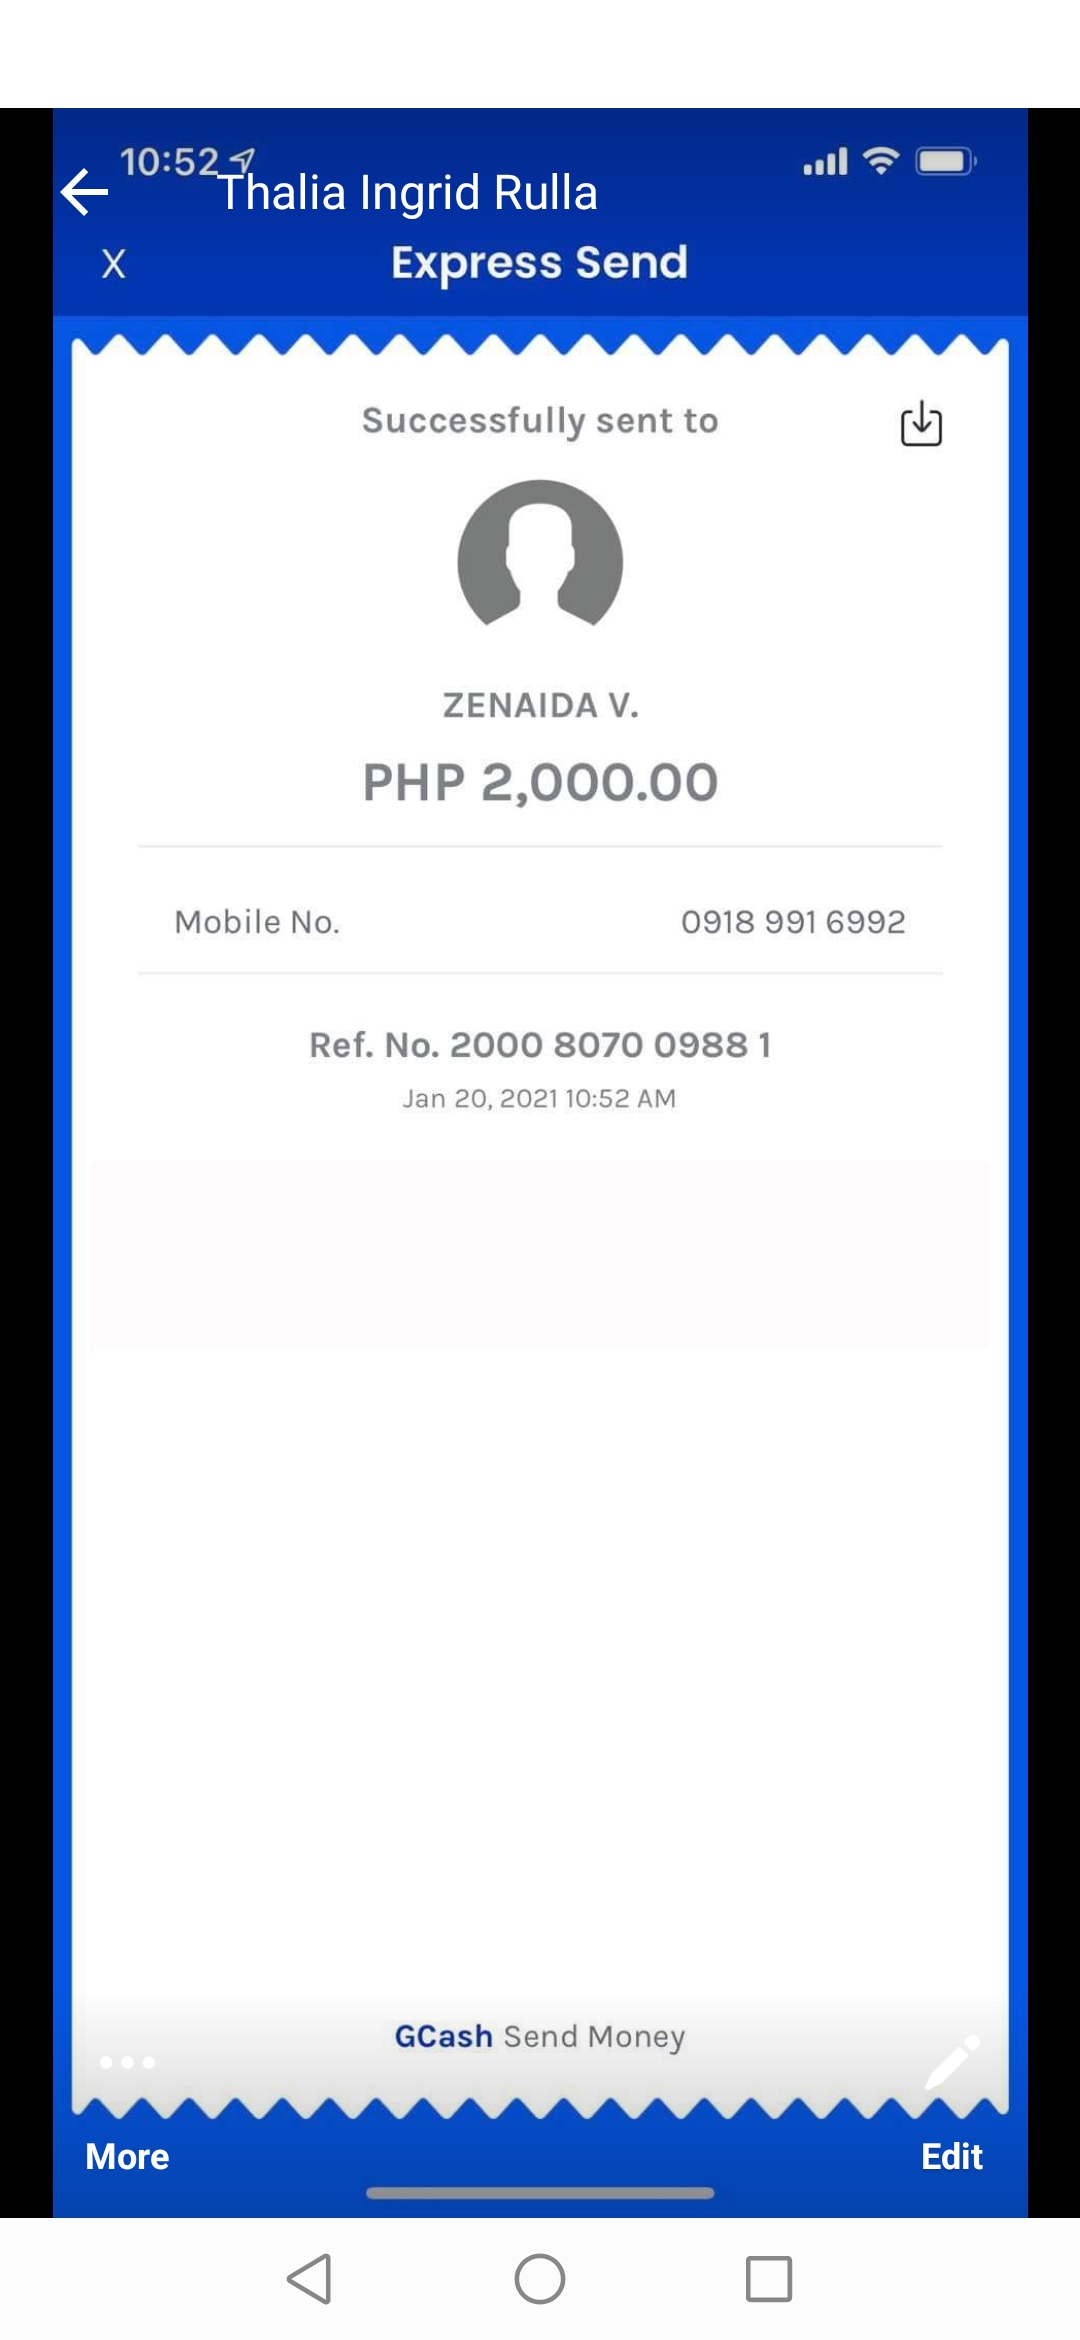 10:52
Thalia Ingrid Rulla
X Express Send
Successfully sent to
ZENAIDA V.
PHP 2,000.00
Mobile No. 0918 991 6992
Ref. No. 2000 8070 0988 1
Jan 20, 2021 10:52 AM
GCash Send Money
More Edit